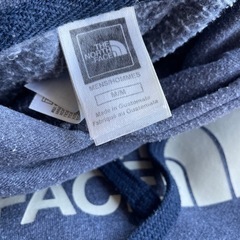 THE
NORTH
FACE
MEN/HOMMES
M/M
Made in Guatemala
Fabriqué au Guatemala
FACE